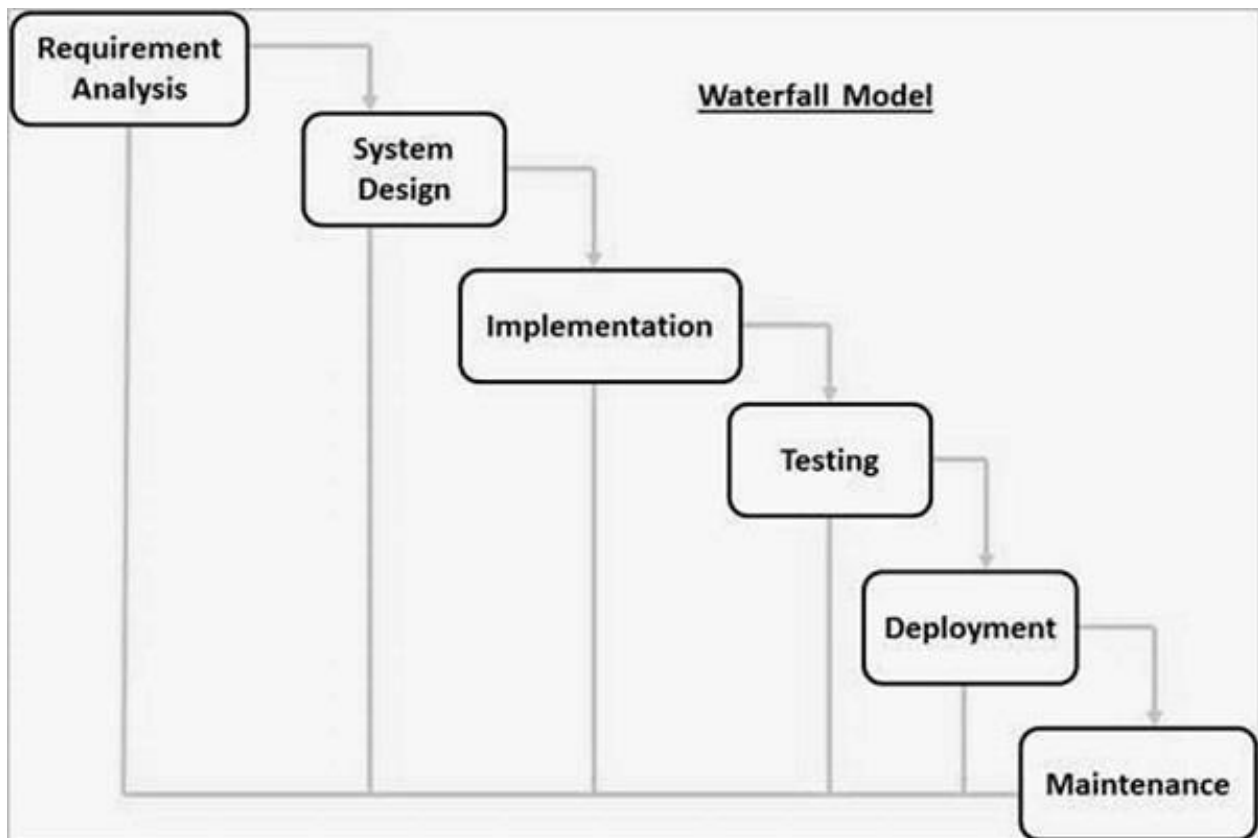 Requirement
Analysis
Waterfall Model
System
Design
Implementation
Testing
Deployment
Maintenance